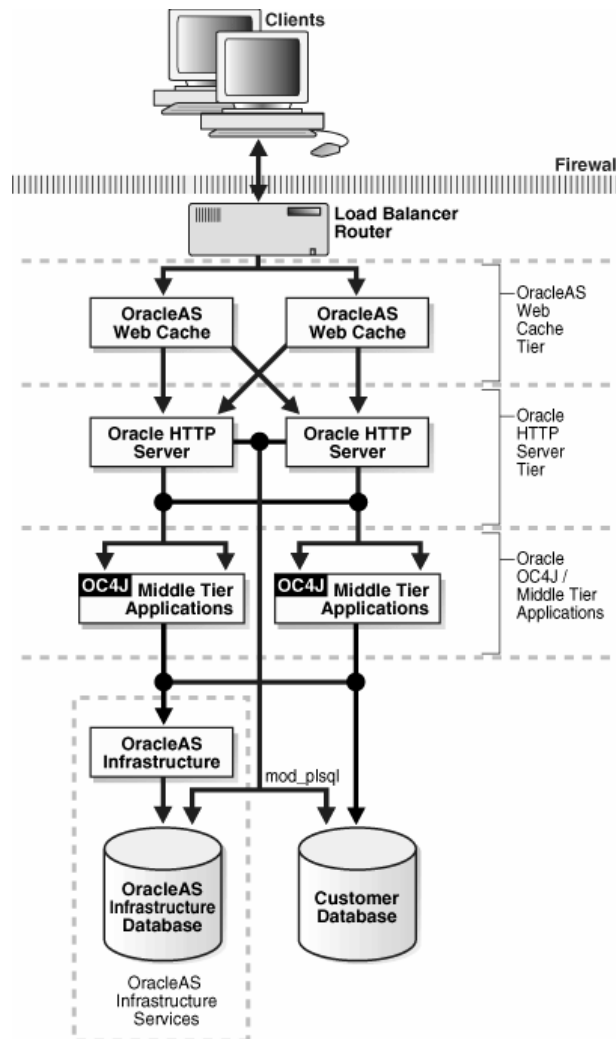 Clients
Firewal
Load Balancer
Router
OracleAS
Web Cache
OracleAS
Web Cache
OracleAS
Web
Cache
Tier
Oracle HTTP
Server
Oracle HTTP
Server
Oracle
HTTP
Server
Tier
OC4J Middle Tier
Applications
OC4J Middle Tier
Applications
Oracle
OC4J /
Middle Tier
Applications
OracleAS
Infrastructure
mod_plsql
OracleAS
Infrastructure
Database
Customer
Database
OracleAS
Infrastructure
Services